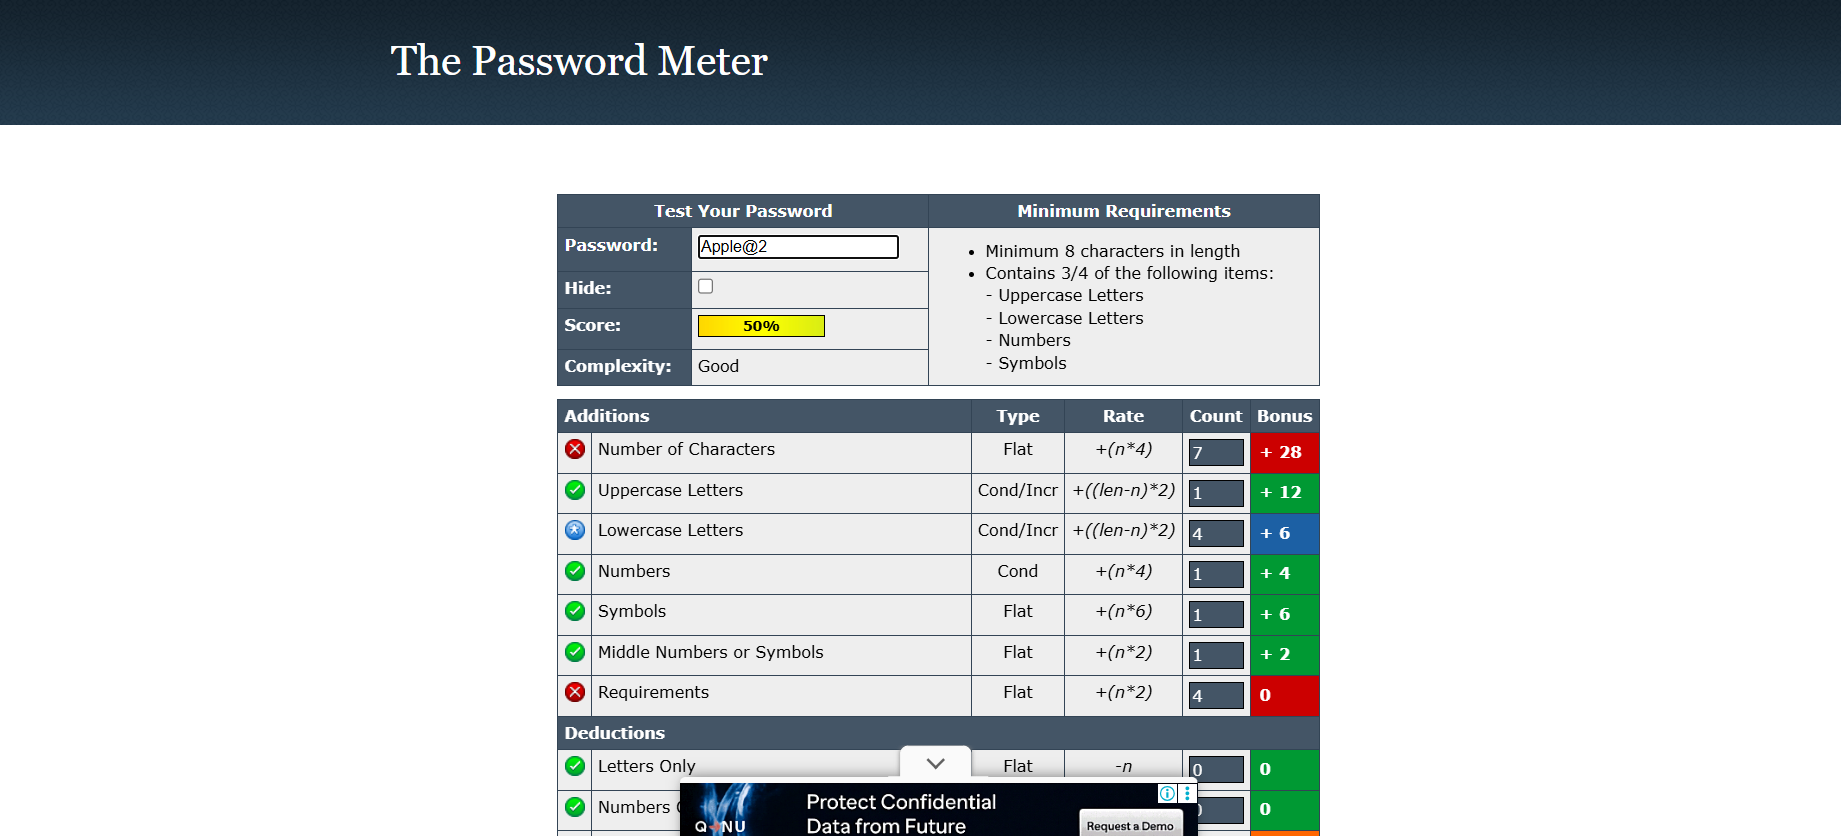 The Password Meter
Test Your Password
Minimum Requirements
Password:
Apple@2
Hide:
Score:
50%
Complexity:
Good
• Minimum 8 characters in length
• Contains 3/4 of the following items:
- Uppercase Letters
- Lowercase Letters
- Numbers
- Symbols
Additions Type Rate Count Bonus
Number of Characters Flat +(n*4) 7 + 28
Uppercase Letters Cond/Incr +((len-n)*2) 1 + 12
Lowercase Letters Cond/Incr +((len-n)*2) 4 + 6
Numbers Cond +(n*4) 1 + 4
Symbols Flat +(n*6) 1 + 6
Middle Numbers or Symbols Flat +(n*2) 1 + 2
Requirements Flat +(n*2) 4 0
Deductions
Letters Only Flat -n 0 0
Numbers 0
Protect Confidential
Data from Future
QNU
Request a Demo